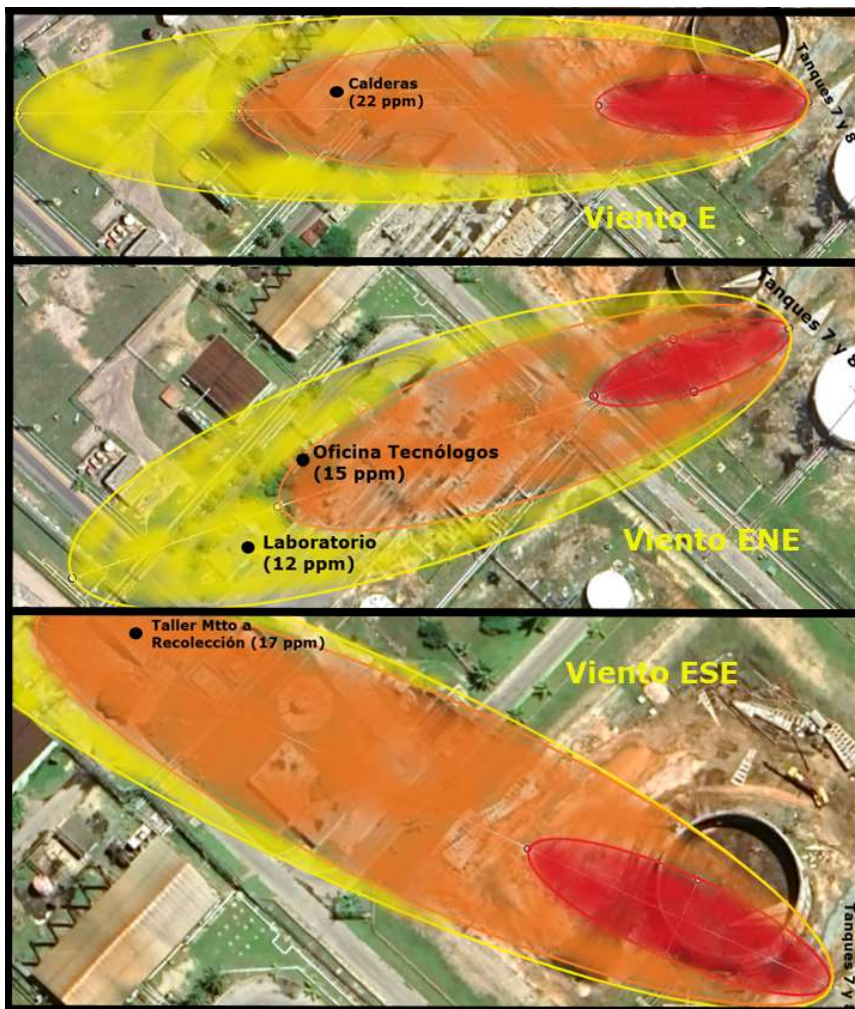 Calderas
(22 ppm)
Tanques 7 y 8
Viento E
Tanques 7 y 8
Oficina Tecnólogos
(15 ppm)
Laboratorio
(12 ppm)
Viento ENE
Taller Mtto a
Recolección (17 ppm)
Viento ESE
Tanques 7 y 8